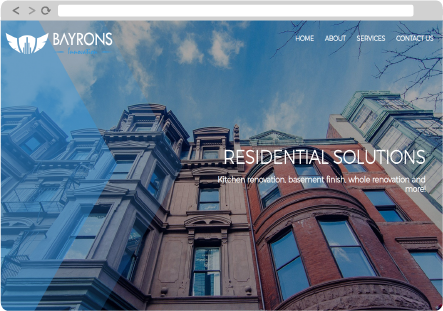 BAYRONS
HOME ABOUT SERVICES CONTACT US
RESIDENTIAL SOLUTIONS
Kitchen renovation, basement finish, whole renovation and
more!